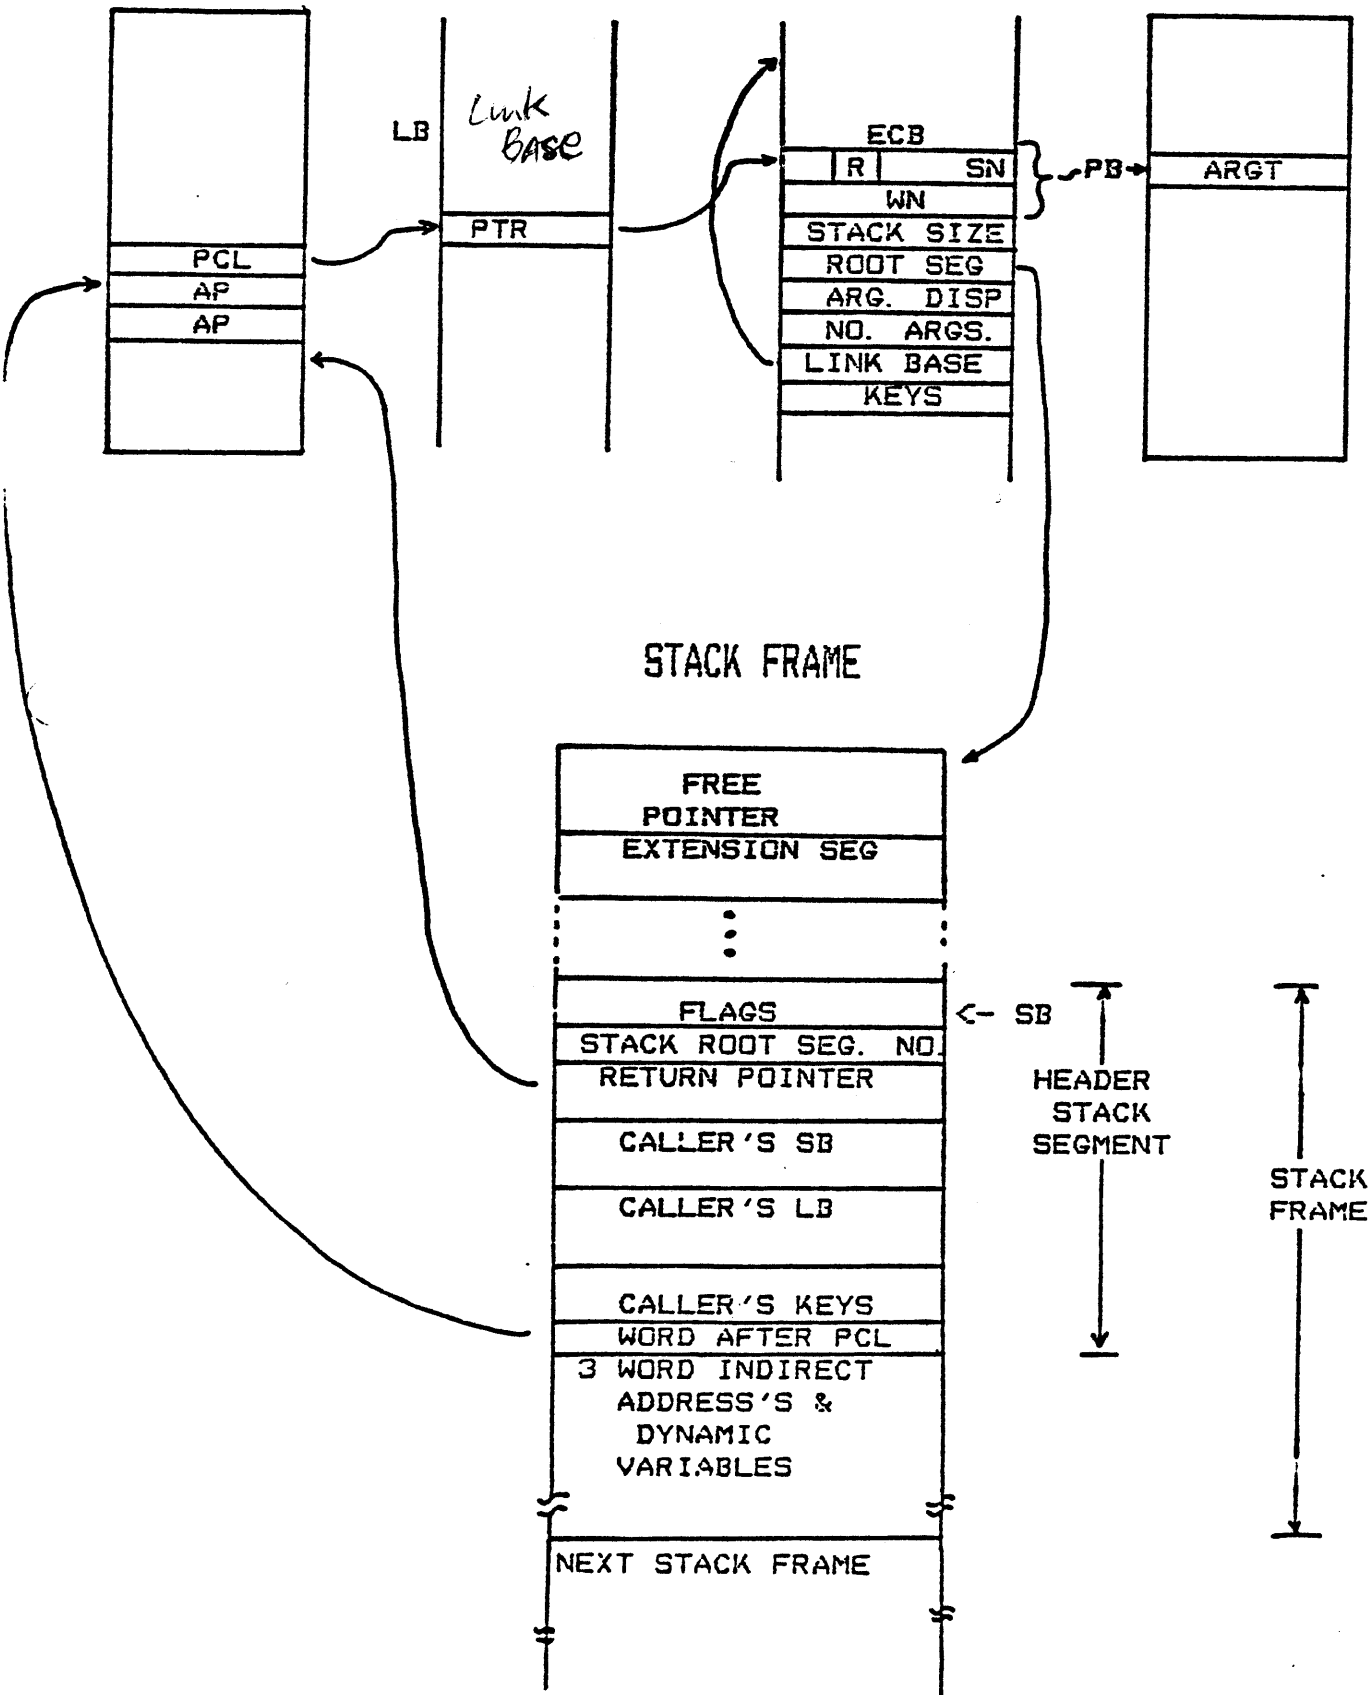 LB
Link
BASE
ECB
R SN
PB
ARGT
WN
PTR
STACK SIZE
PCL
ROOT SEG
AP
ARG. DISP
AP
NO. ARGS.
LINK BASE
KEYS
STACK FRAME
FREE
POINTER
EXTENSION SEG
FLAGS
<- SB
STACK ROOT SEG. NO.
RETURN POINTER
HEADER
STACK
SEGMENT
CALLER'S SB
STACK
FRAME
CALLER'S LB
CALLER'S KEYS
WORD AFTER PCL
3 WORD INDIRECT
ADDRESS'S &
DYNAMIC
VARIABLES
NEXT STACK FRAME